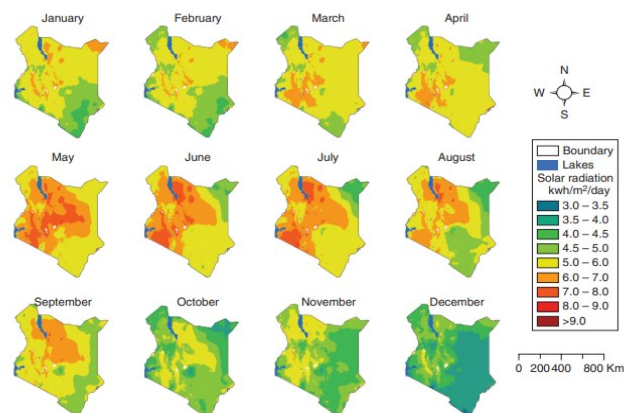 January February March April
N
W E
S
May June July August
Boundary
Lakes
Solar radiation
kwh/m²/day
3.0 – 3.5
3.5 – 4.0
4.0 – 4.5
4.5 – 5.0
5.0 – 6.0
6.0 – 7.0
7.0 – 8.0
8.0 – 9.0
>9.0
September October November December
0 200 400 800 Km